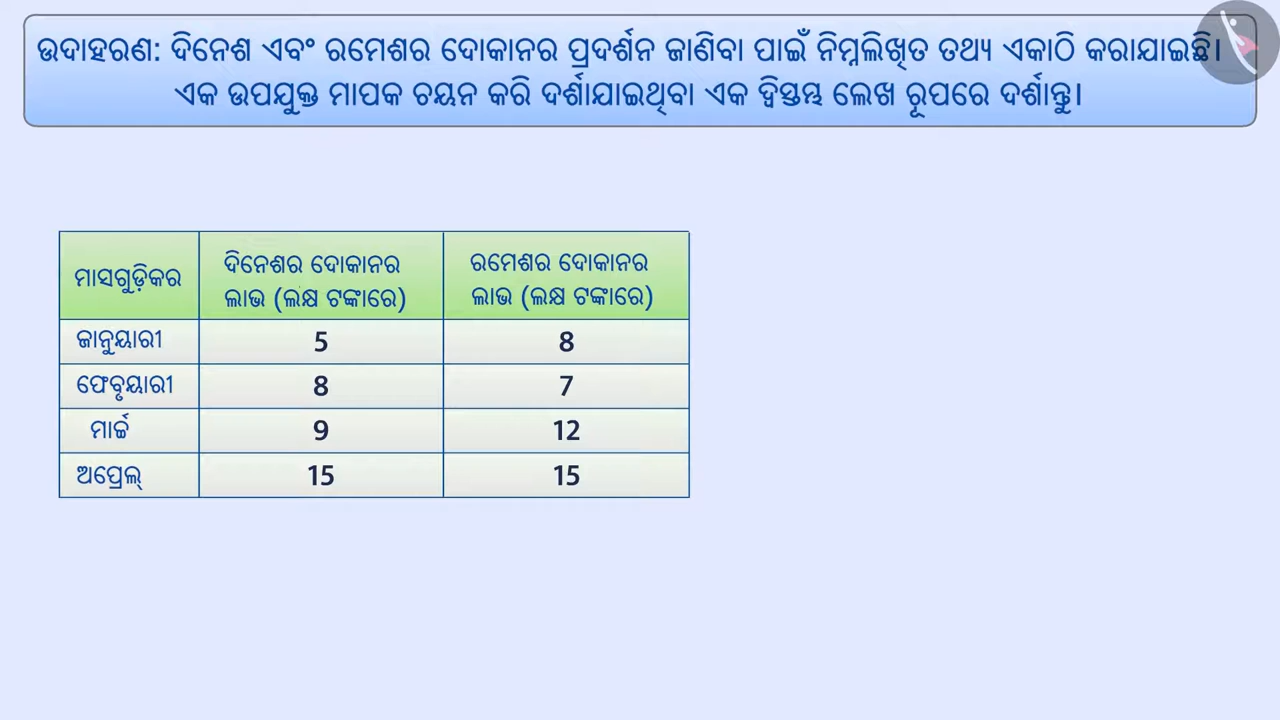 ଉଦାହରଣ: ଦିନେଶ ଏବଂ ରମେଶର ଦୋକାନର ପ୍ରଦର୍ଶନ ଜାଣିବା ପାଇଁ ନିମ୍ନଲିଖିତ ତଥ୍ୟ ଏକାଠି କରାଯାଇଛି।
ଏକ ଉପଯୁକ୍ତ ମାପକ ଚୟନ କରି ଦର୍ଶାଯାଇଥିବା ଏକ ଦ୍ୱିସ୍ତମ୍ଭ ଲେଖ ରୂପରେ ଦର୍ଶାନ୍ତୁ।
ମାସଗୁଡ଼ିକର
ଦିନେଶର ଦୋକାନର
ଲାଭ (ଲକ୍ଷ ଟଙ୍କାରେ)
ରମେଶର ଦୋକାନର
ଲାଭ (ଲକ୍ଷ ଟଙ୍କାରେ)
ଜାନୁୟାରୀ 5 8
ଫେବୃୟାରୀ 8 7
ମାର୍ଚ୍ଚ 9 12
ଅପ୍ରେଲ୍ 15 15